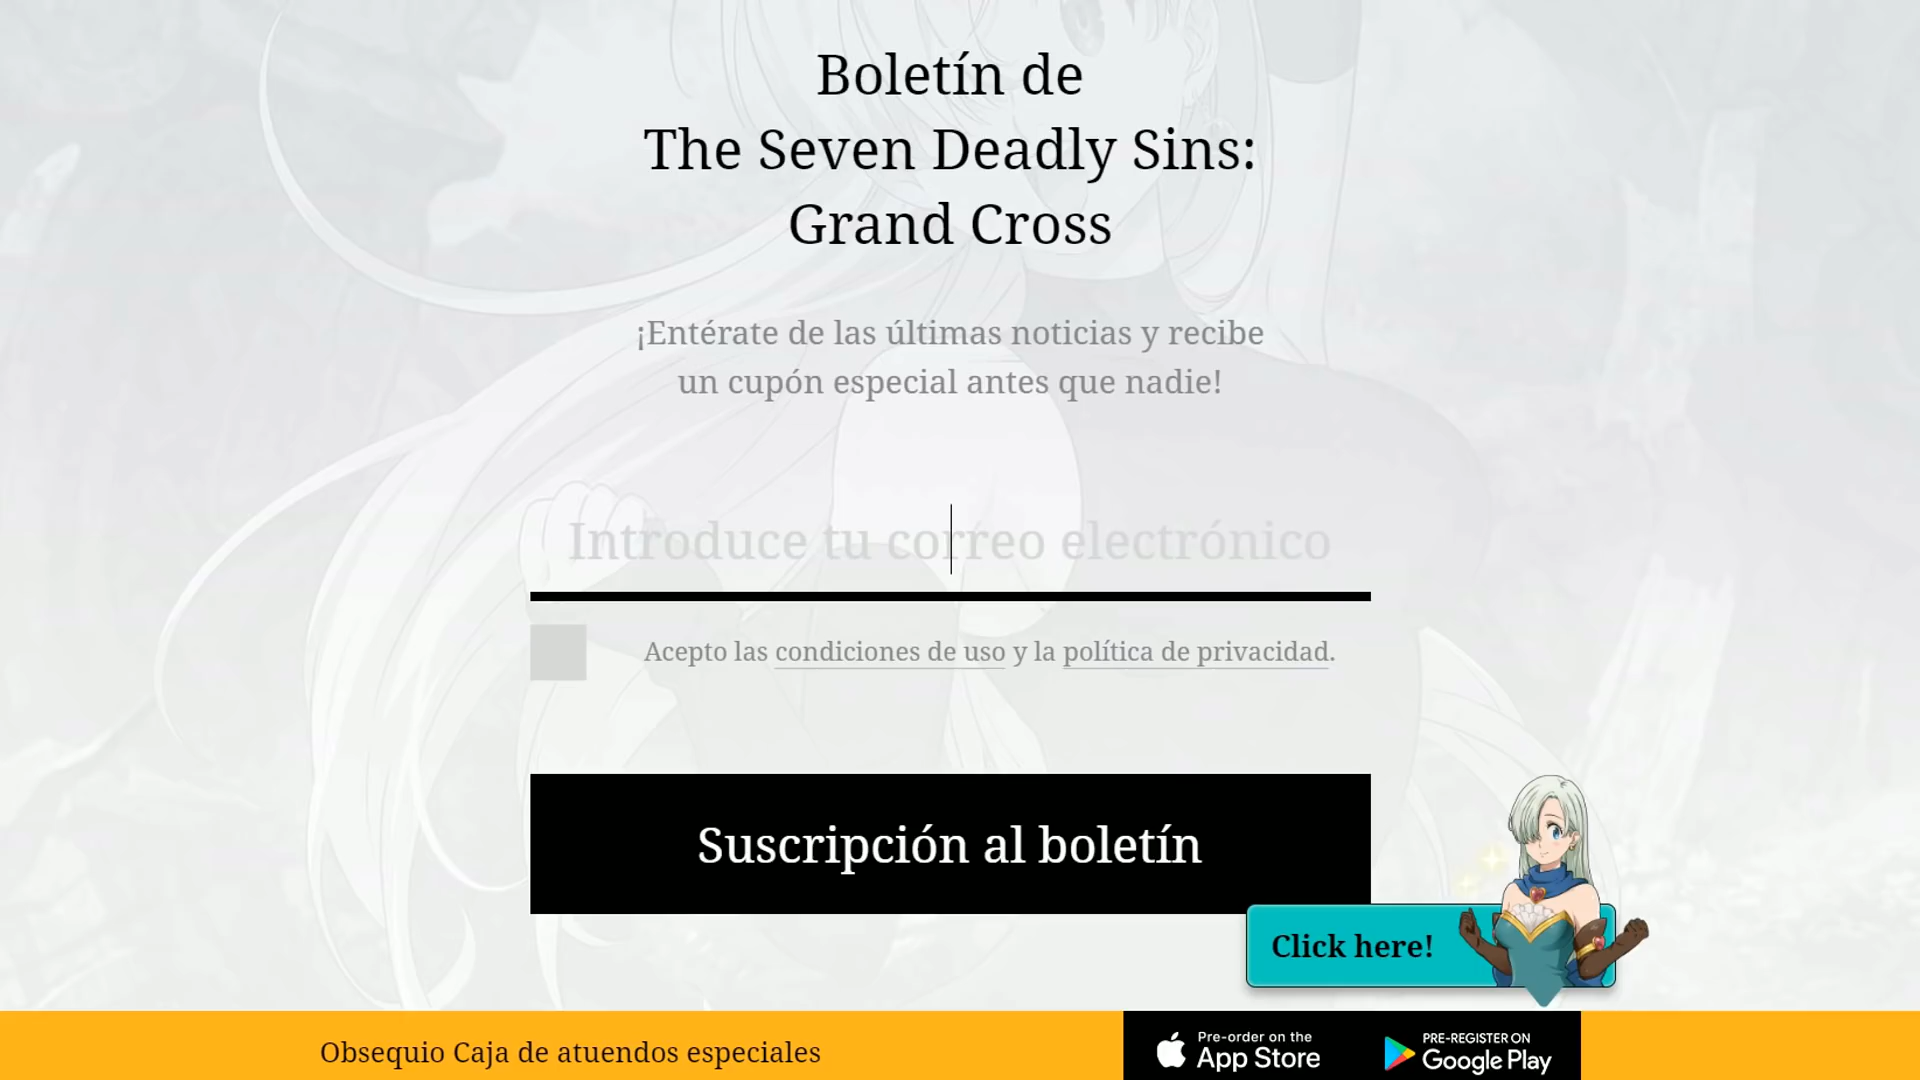 Boletín de
The Seven Deadly Sins:
Grand Cross
¡Entérate de las últimas noticias y recibe
un cupón especial antes que nadie!
Introduce tu correo electrónico
Acepto las condiciones de uso y la política de privacidad.
Suscripción al boletín
Click here!
Obsequio Caja de atuendos especiales
Pre-order on the
App Store
PRE-REGISTER ON
Google Play